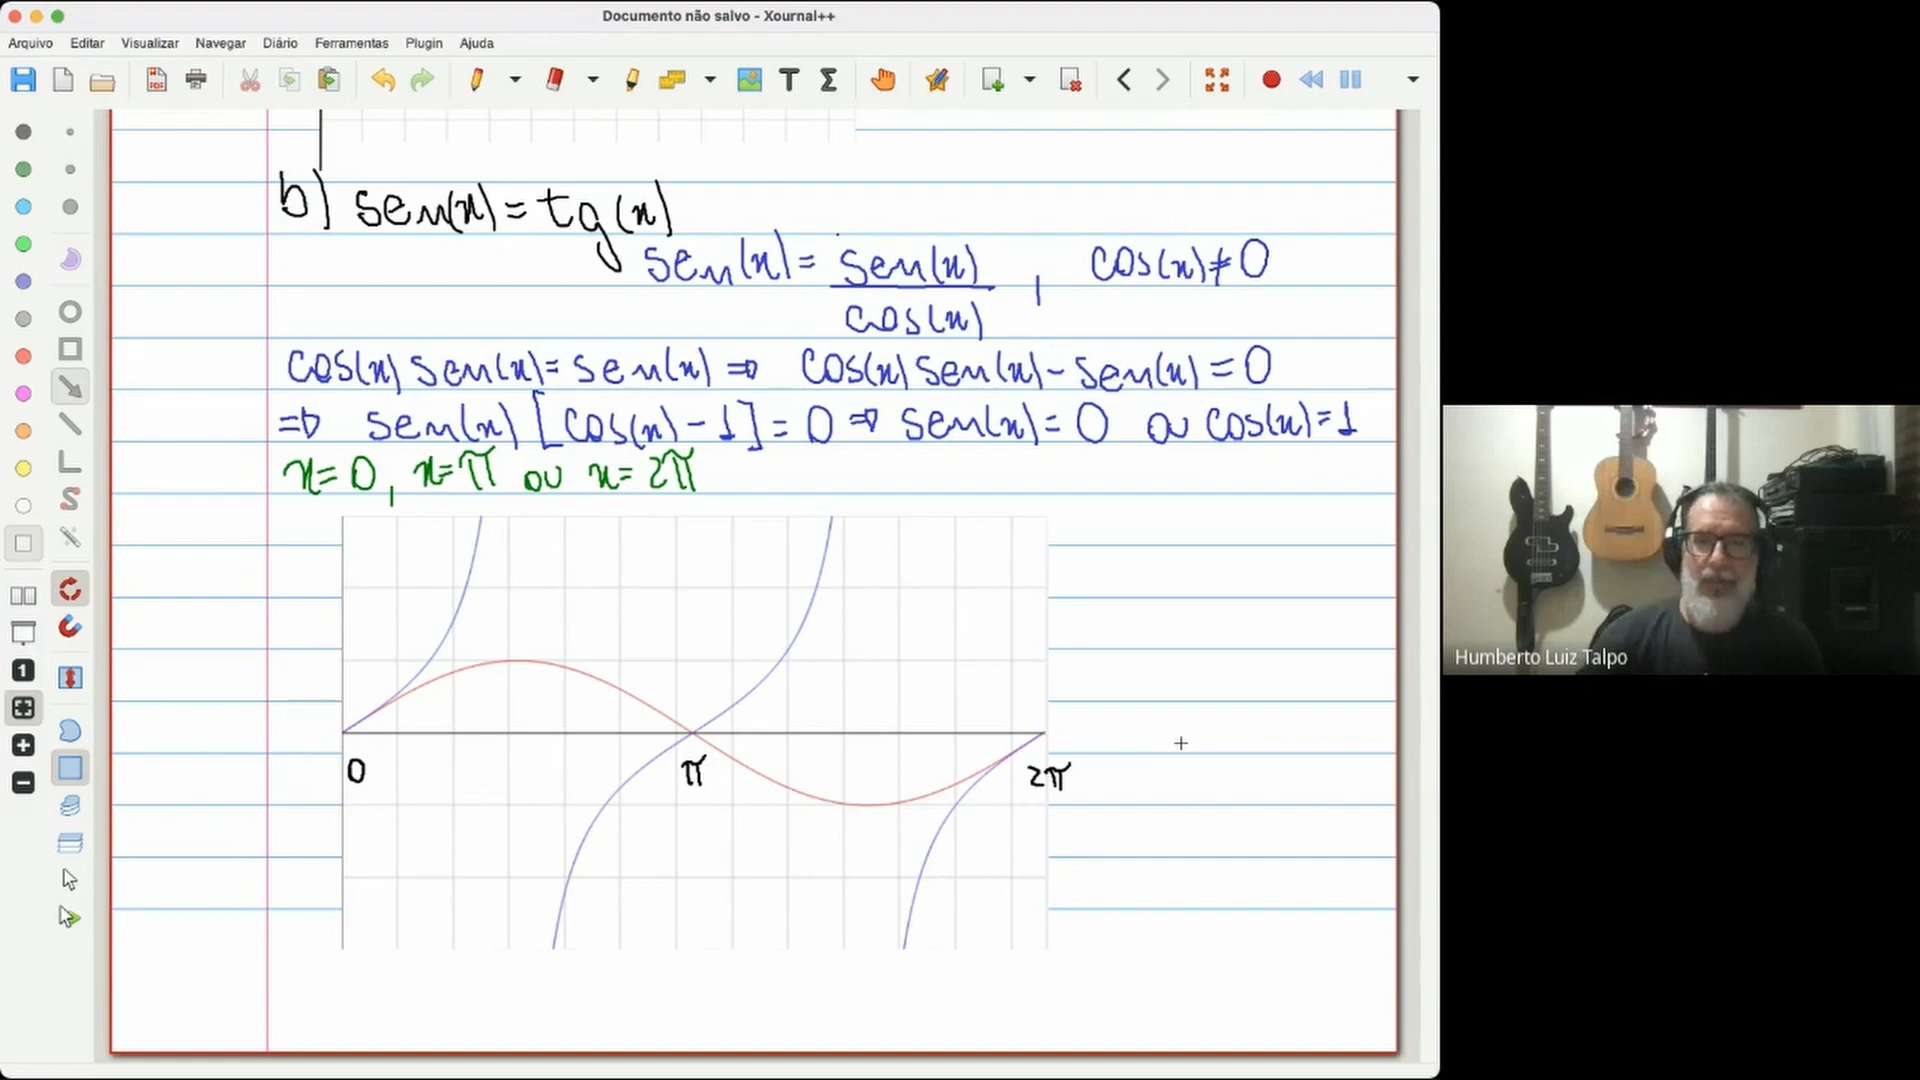 Documento não salvo - Xournal++
Arquivo Editar Visualizar Navegar Diário Ferramentas Plugin Ajuda
b) sen(x) = tg(x)
sen(x) = sen(x)/cos(x) , cos(x) ≠ 0
cos(x) sen(x) = sen(x) ⇒ cos(x) sen(x) - sen(x) = 0
⇒ sen(x) [cos(x) - 1] = 0 ⇒ sen(x) = 0 ou cos(x) = 1
x = 0, x = π ou x = 2π
0 π 2π
Humberto Luiz Talpo